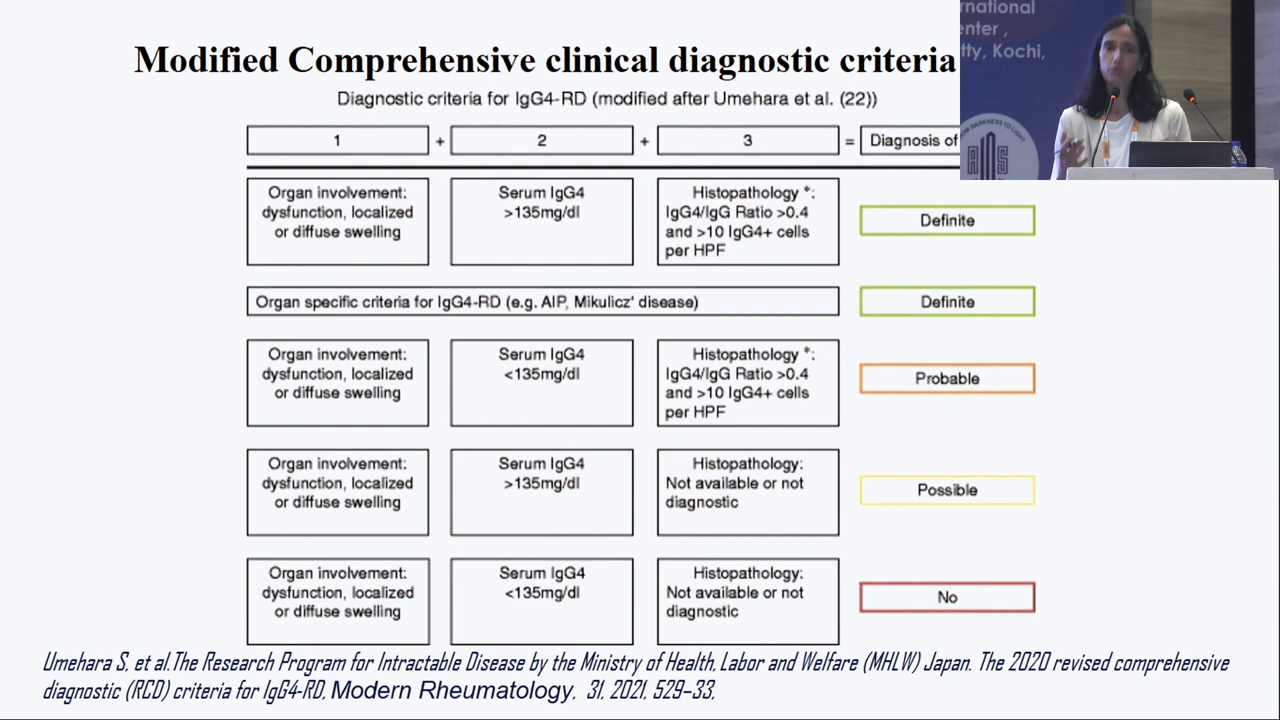 Modified Comprehensive clinical diagnostic criteria
Diagnostic criteria for IgG4-RD (modified after Umehara et al. (22))
1 + 2 + 3 = Diagnosis of
Organ involvement:
dysfunction, localized
or diffuse swelling
Serum IgG4
>135mg/dl
Histopathology *:
IgG4/IgG Ratio >0.4
and >10 IgG4+ cells
per HPF
Definite
Organ specific criteria for IgG4-RD (e.g. AIP, Mikulicz' disease)
Definite
Organ involvement:
dysfunction, localized
or diffuse swelling
Serum IgG4
<135mg/dl
Histopathology *:
IgG4/IgG Ratio >0.4
and >10 IgG4+ cells
per HPF
Probable
Organ involvement:
dysfunction, localized
or diffuse swelling
Serum IgG4
>135mg/dl
Histopathology:
Not available or not
diagnostic
Possible
Organ involvement:
dysfunction, localized
or diffuse swelling
Serum IgG4
<135mg/dl
Histopathology:
Not available or not
diagnostic
No
Umehara S, et al.The Research Program for Intractable Disease by the Ministry of Health, Labor and Welfare (MHLW) Japan. The 2020 revised comprehensive
diagnostic (RCD) criteria for IgG4-RD, Modern Rheumatology, 31, 2021, 529–33,
rnational
enter ,
tty, Kochi,
DARKNESS TO LIGHT